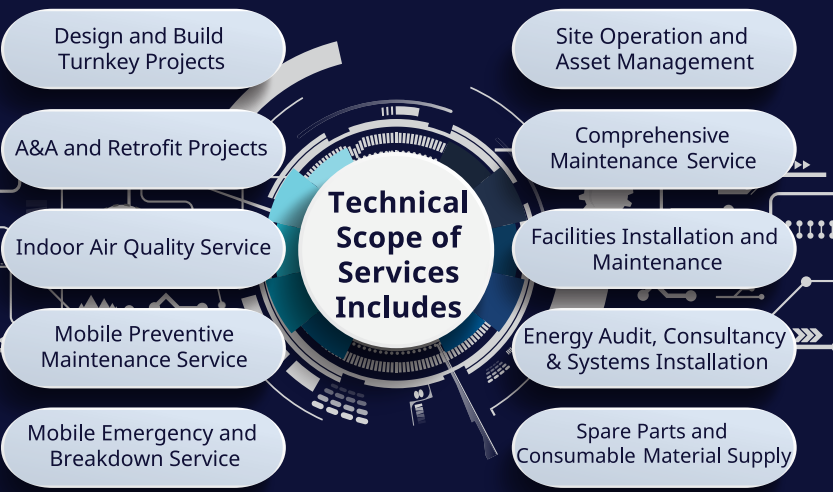 Design and Build
Turnkey Projects
A&A and Retrofit Projects
Indoor Air Quality Service
Mobile Preventive
Maintenance Service
Mobile Emergency and
Breakdown Service
Technical
Scope of
Services
Includes
Site Operation and
Asset Management
Comprehensive
Maintenance Service
Facilities Installation and
Maintenance
Energy Audit, Consultancy
& Systems Installation
Spare Parts and
Consumable Material Supply